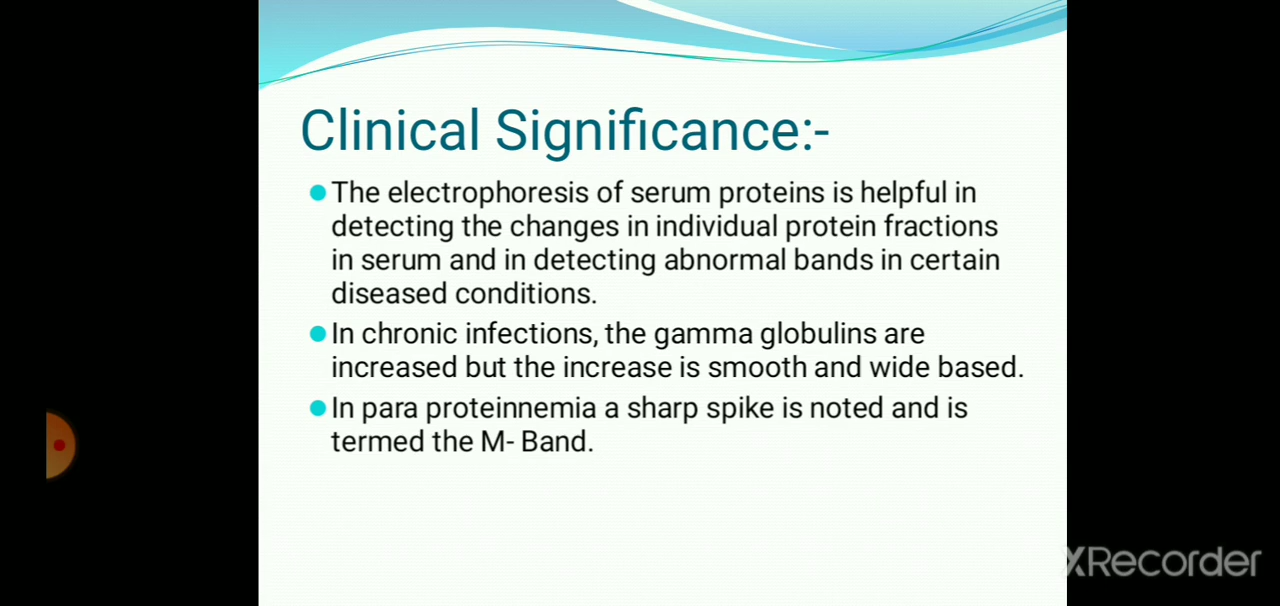 Clinical Significance:-
The electrophoresis of serum proteins is helpful in
detecting the changes in individual protein fractions
in serum and in detecting abnormal bands in certain
diseased conditions.
In chronic infections, the gamma globulins are
increased but the increase is smooth and wide based.
In para proteinnemia a sharp spike is noted and is
termed the M- Band.
XRecorder